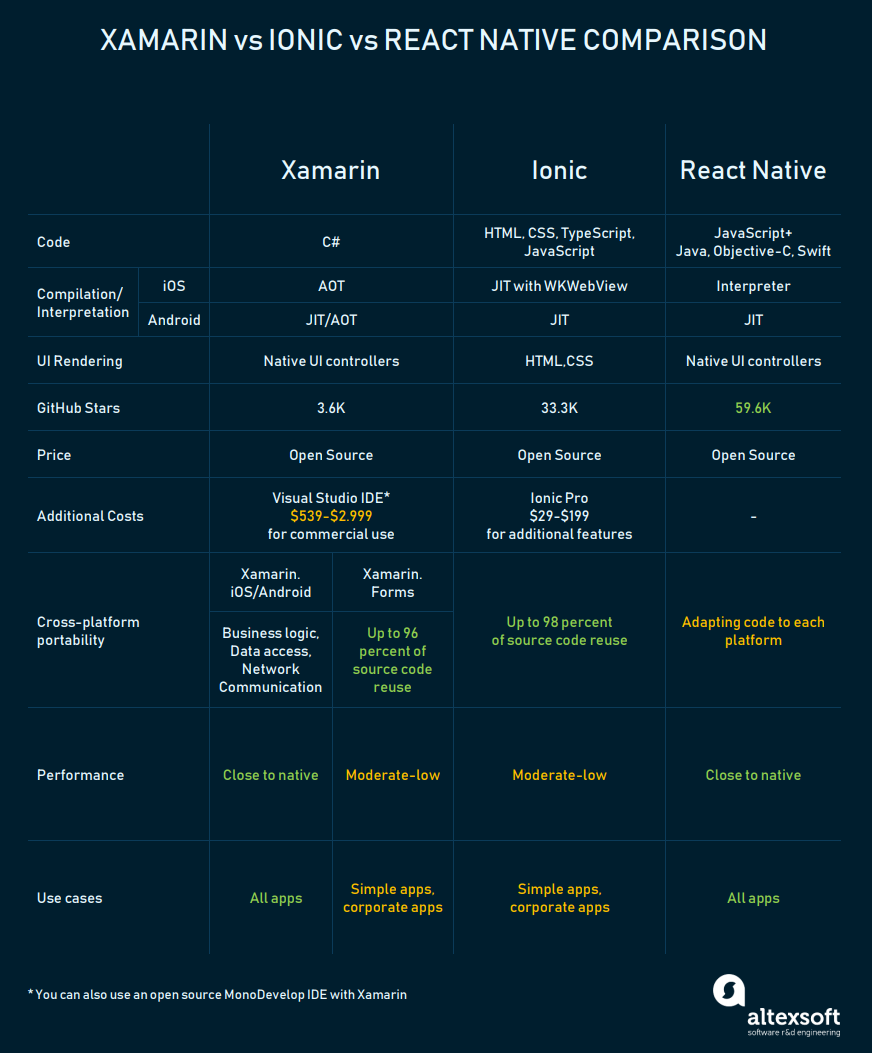 XAMARIN vs IONIC vs REACT NATIVE COMPARISON
Xamarin
Ionic
React Native
Code
C#
HTML, CSS, TypeScript,
JavaScript
JavaScript+
Java, Objective-C, Swift
Compilation/
Interpretation
iOS
AOT
JIT with WKWebView
Interpreter
Android
JIT/AOT
JIT
JIT
UI Rendering
Native UI controllers
HTML,CSS
Native UI controllers
GitHub Stars
3.6K
33.3K
59.6K
Price
Open Source
Open Source
Open Source
Additional Costs
Visual Studio IDE*
$539-$2.999
for commercial use
Ionic Pro
$29-$199
for additional features
-
Cross-platform
portability
Xamarin.
iOS/Android
Xamarin.
Forms
Business logic,
Data access,
Network
Communication
Up to 96
percent of
source code
reuse
Up to 98 percent
of source code reuse
Adapting code to each
platform
Performance
Close to native
Moderate-low
Moderate-low
Close to native
Use cases
All apps
Simple apps,
corporate apps
Simple apps,
corporate apps
All apps
* You can also use an open source MonoDevelop IDE with Xamarin
altexsoft
software r&d engineering